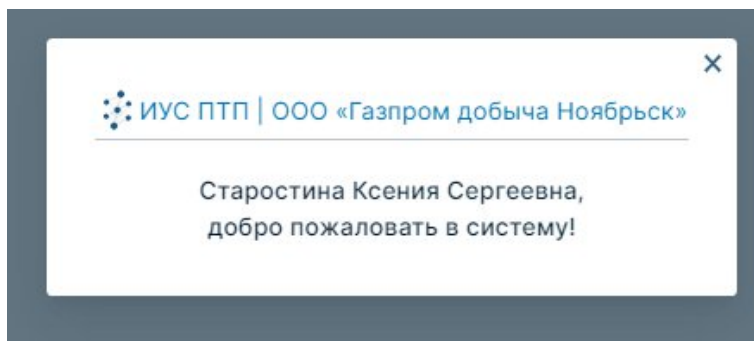 ИУС ПТП | ООО «Газпром добыча Ноябрьск»
Старостина Ксения Сергеевна,
добро пожаловать в систему!